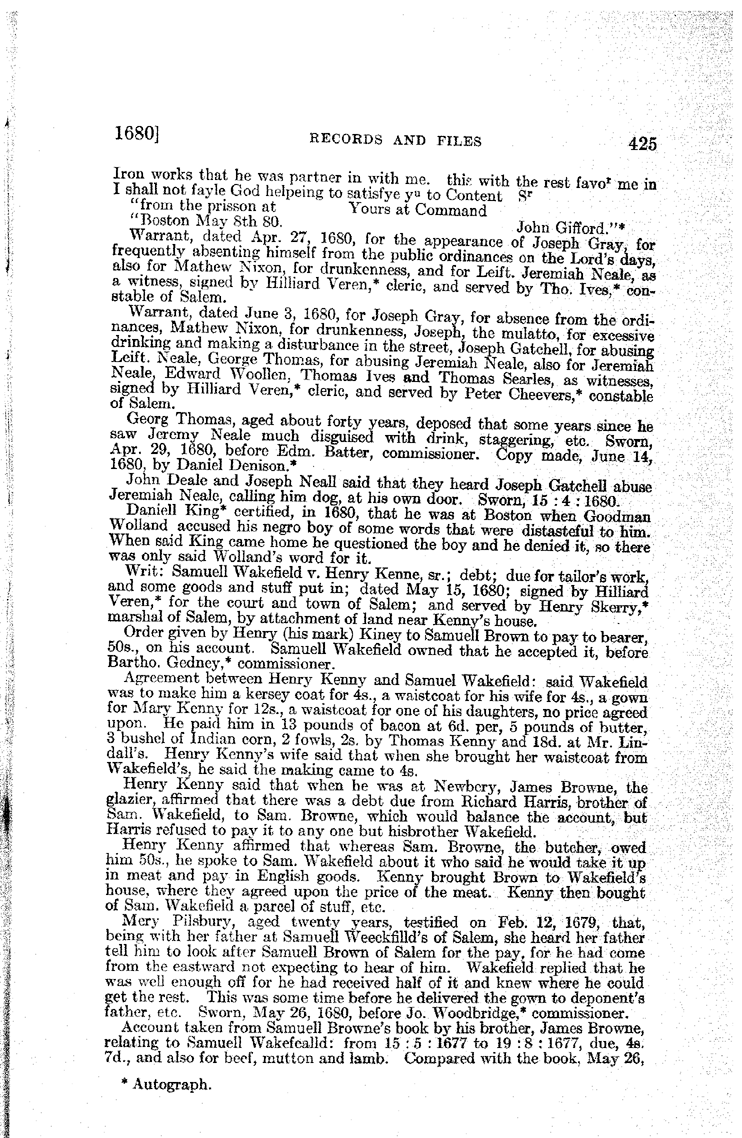 1680] RECORDS AND FILES 425
Iron works that he was partner in with me. this with the rest favoʳ me in
I shall not fayle God helpeing to satisfye yᵘ to Content Sʳ
"from the prisson at Yours at Command
"Boston May 8th 80. John Gifford."*
Warrant, dated Apr. 27, 1680, for the appearance of Joseph Gray, for
frequently absenting himself from the public ordinances on the Lord's days,
also for Mathew Nixon, for drunkenness, and for Leift. Jeremiah Neale, as
a witness, signed by Hilliard Veren,* cleric, and served by Tho. Ives,* con-
stable of Salem.
Warrant, dated June 3, 1680, for Joseph Gray, for absence from the ordi-
nances, Mathew Nixon, for drunkenness, Joseph, the mulatto, for excessive
drinking and making a disturbance in the street, Joseph Gatchell, for abusing
Leift. Neale, George Thomas, for abusing Jeremiah Neale, also for Jeremiah
Neale, Edward Woollen, Thomas Ives and Thomas Searles, as witnesses,
signed by Hilliard Veren,* cleric, and served by Peter Cheevers,* constable
of Salem.
Georg Thomas, aged about forty years, deposed that some years since he
saw Jeremy Neale much disguised with drink, staggering, etc. Sworn,
Apr. 29, 1680, before Edm. Batter, commissioner. Copy made, June 14,
1680, by Daniel Denison.*
John Deale and Joseph Neall said that they heard Joseph Gatchell abuse
Jeremiah Neale, calling him dog, at his own door. Sworn, 15 : 4 : 1680.
Daniell King* certified, in 1680, that he was at Boston when Goodman
Wolland accused his negro boy of some words that were distasteful to him.
When said King came home he questioned the boy and he denied it, so there
was only said Wolland's word for it.
Writ: Samuell Wakefield v. Henry Kenne, sr.; debt; due for tailor's work,
and some goods and stuff put in; dated May 15, 1680; signed by Hilliard
Veren,* for the court and town of Salem; and served by Henry Skerry,*
marshal of Salem, by attachment of land near Kenny's house.
Order given by Henry (his mark) Kiney to Samuell Brown to pay to bearer,
50s., on his account. Samuell Wakefield owned that he accepted it, before
Bartho. Gedney,* commissioner.
Agreement between Henry Kenny and Samuel Wakefield: said Wakefield
was to make him a kersey coat for 4s., a waistcoat for his wife for 4s., a gown
for Mary Kenny for 12s., a waistcoat for one of his daughters, no price agreed
upon. He paid him in 13 pounds of bacon at 6d. per, 5 pounds of butter,
3 bushel of Indian corn, 2 fowls, 2s. by Thomas Kenny and 18d. at Mr. Lin-
dall's. Henry Kenny's wife said that when she brought her waistcoat from
Wakefield's, he said the making came to 4s.
Henry Kenny said that when he was at Newbery, James Browne, the
glazier, affirmed that there was a debt due from Richard Harris, brother of
Sam. Wakefield, to Sam. Browne, which would balance the account, but
Harris refused to pay it to any one but hisbrother Wakefield.
Henry Kenny affirmed that whereas Sam. Browne, the butcher, owed
him 50s., he spoke to Sam. Wakefield about it who said he would take it up
in meat and pay in English goods. Kenny brought Brown to Wakefield's
house, where they agreed upon the price of the meat. Kenny then bought
of Sam. Wakefield a parcel of stuff, etc.
Mery Pilsbury, aged twenty years, testified on Feb. 12, 1679, that,
being with her father at Samuell Weeckfilld's of Salem, she heard her father
tell him to look after Samuell Brown of Salem for the pay, for he had come
from the eastward not expecting to hear of him. Wakefield replied that he
was well enough off for he had received half of it and knew where he could
get the rest. This was some time before he delivered the gown to deponent's
father, etc. Sworn, May 26, 1680, before Jo. Woodbridge,* commissioner.
Account taken from Samuell Browne's book by his brother, James Browne,
relating to Samuell Wakefealld: from 15 : 5 : 1677 to 19 : 8 : 1677, due, 4s.
7d., and also for beef, mutton and lamb. Compared with the book, May 26,
* Autograph.